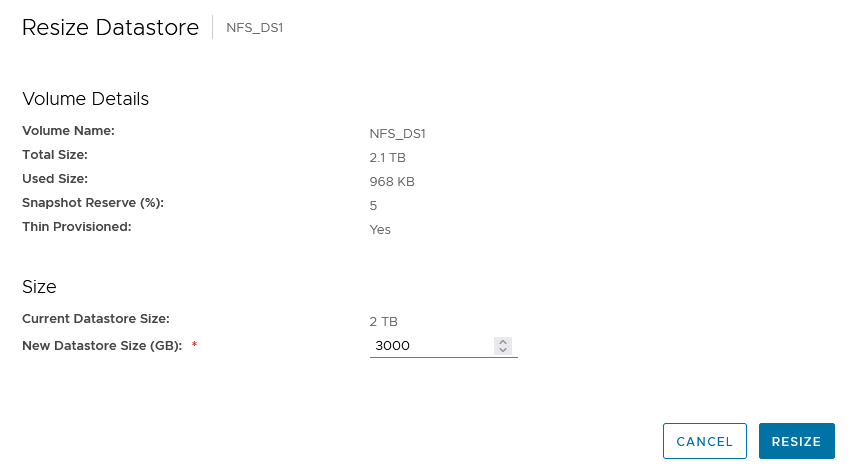 Resize Datastore NFS_DS1
Volume Details
Volume Name: NFS_DS1
Total Size: 2.1 TB
Used Size: 968 KB
Snapshot Reserve (%): 5
Thin Provisioned: Yes
Size
Current Datastore Size: 2 TB
New Datastore Size (GB): * 3000
CANCEL RESIZE